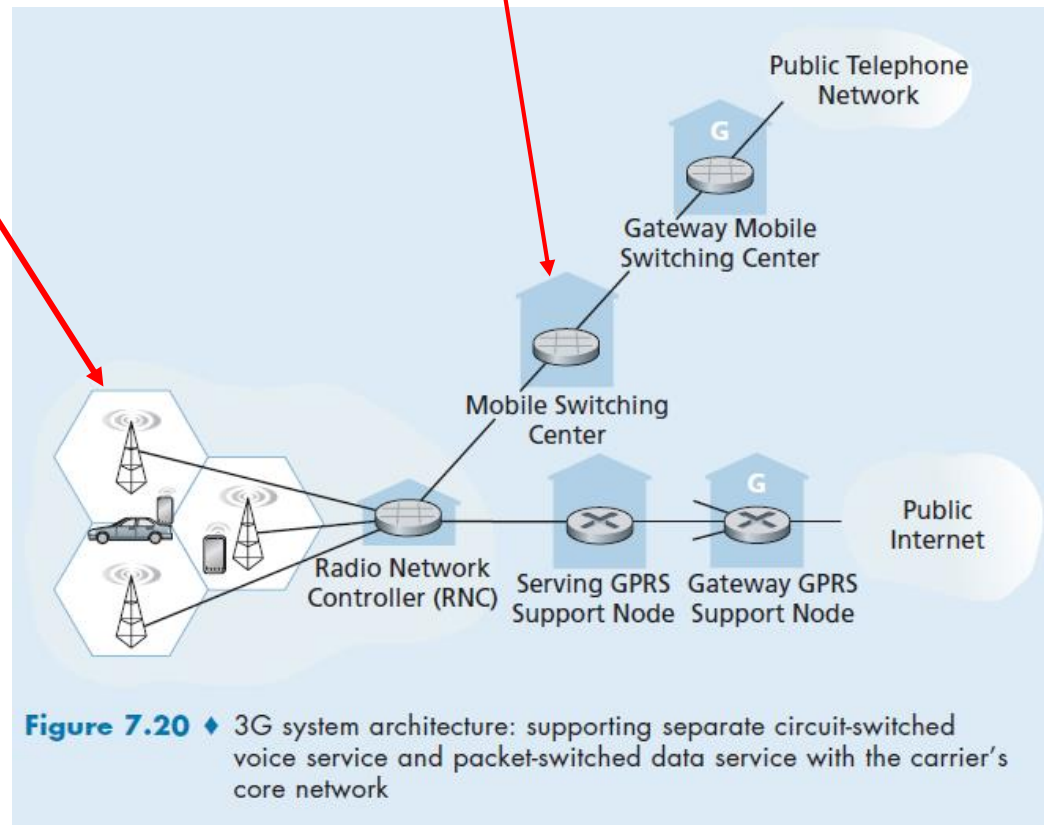 Public Telephone
Network
G
Gateway Mobile
Switching Center
Mobile Switching
Center
Radio Network
Controller (RNC)
Serving GPRS
Support Node
G
Gateway GPRS
Support Node
Public
Internet
Figure 7.20 ♦ 3G system architecture: supporting separate circuit-switched
voice service and packet-switched data service with the carrier's
core network